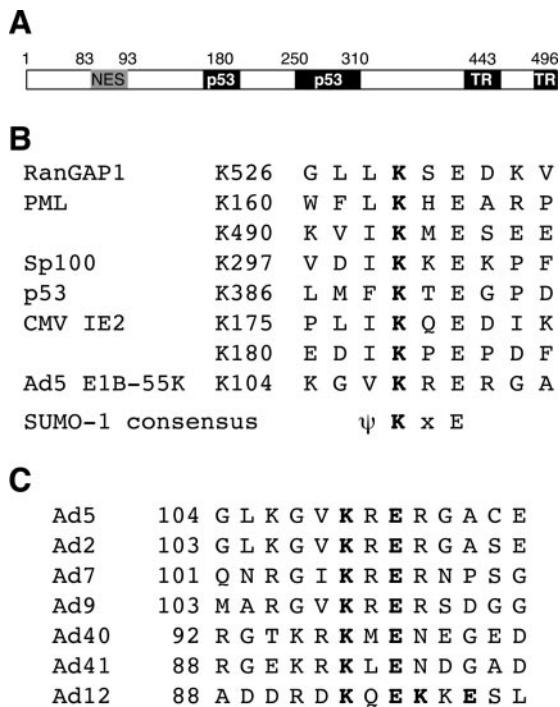 A
1 83 93 180 250 310 443 496
NES p53 p53 TR TR
B
RanGAP1 K526 G L L K S E D K V
PML K160 W F L K H E A R P
K490 K V I K M E S E E
Sp100 K297 V D I K K E K P F
p53 K386 L M F K T E G P D
CMV IE2 K175 P L I K Q E D I K
K180 E D I K P E P D F
Ad5 E1B-55K K104 K G V K R E R G A
SUMO-1 consensus ψ K x E
C
Ad5 104 G L K G V K R E R G A C E
Ad2 103 G L K G V K R E R G A S E
Ad7 101 Q N R G I K R E R N P S G
Ad9 103 M A R G V K R E R S D G G
Ad40 92 R G T K R K M E N E G E D
Ad41 88 R G E K R K L E N D G A D
Ad12 88 A D D R D K Q E K K E S L